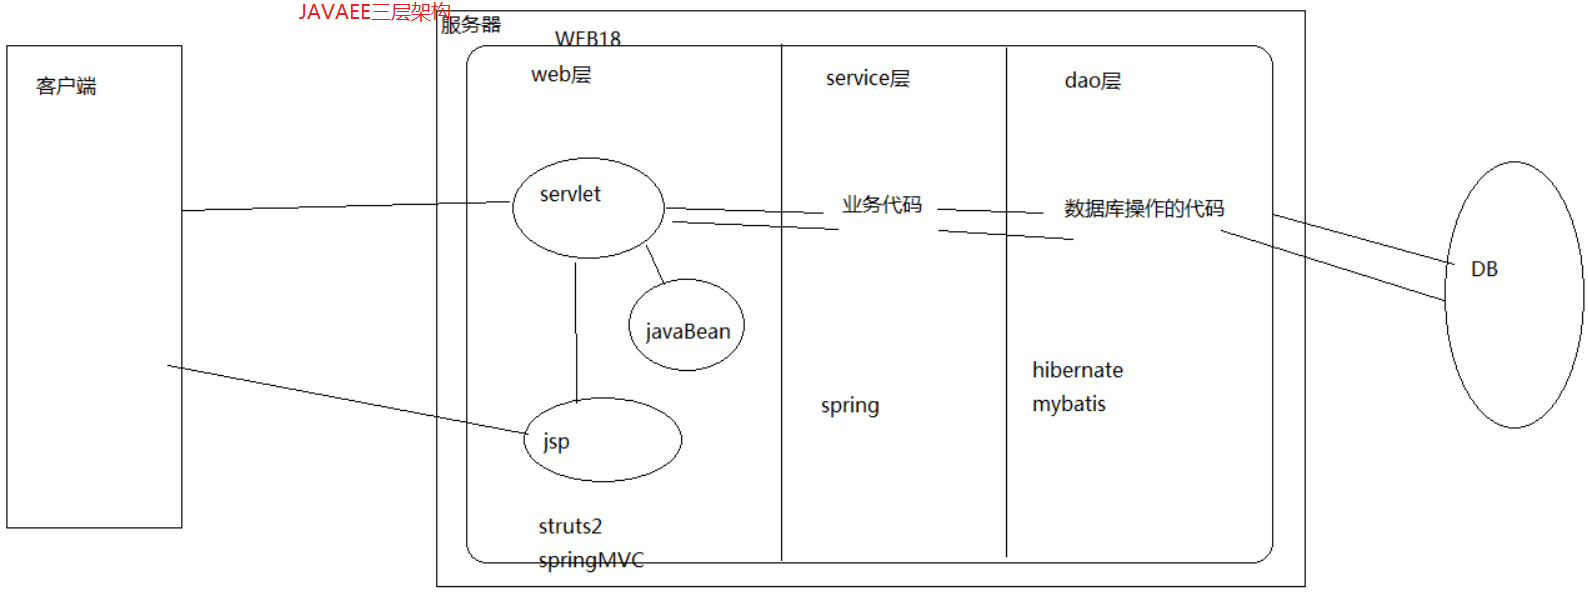 JAVAEE三层架构
服务器
WEB18
客户端
web层
service层
dao层
servlet
业务代码
数据库操作的代码
DB
javaBean
hibernate
mybatis
spring
jsp
struts2
springMVC